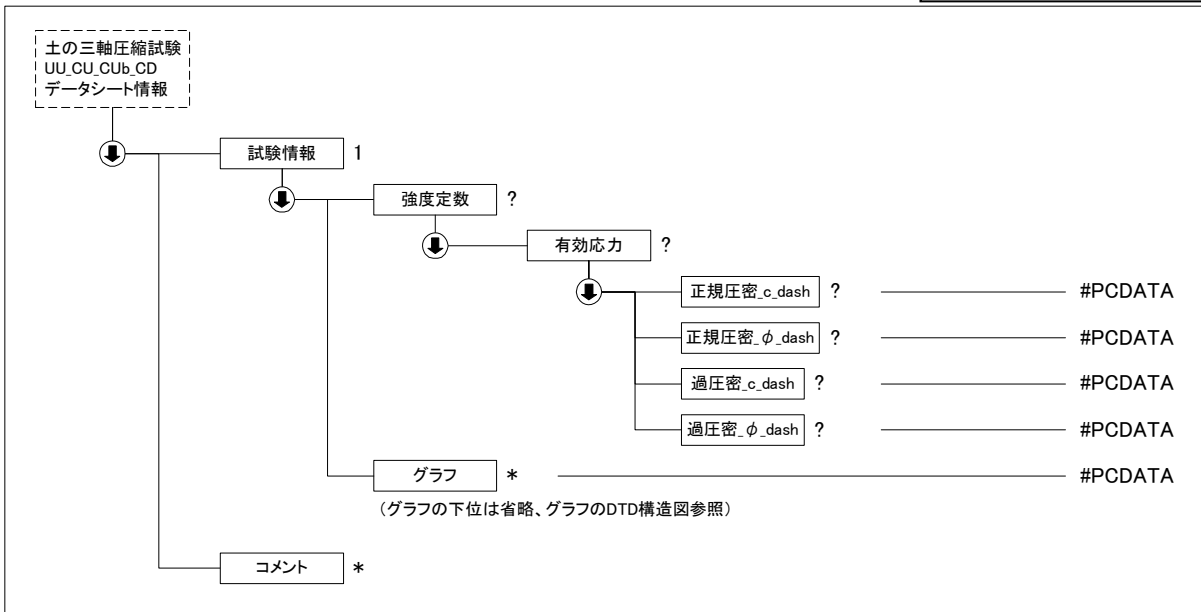 土の三軸圧縮試験
UU_CU_CUb_CD
データシート情報
試験情報 1
強度定数 ?
有効応力 ?
正規圧密_c_dash ? #PCDATA
正規圧密_φ_dash ? #PCDATA
過圧密_c_dash ? #PCDATA
過圧密_φ_dash ? #PCDATA
グラフ * #PCDATA
（グラフの下位は省略、グラフのDTD構造図参照）
コメント *